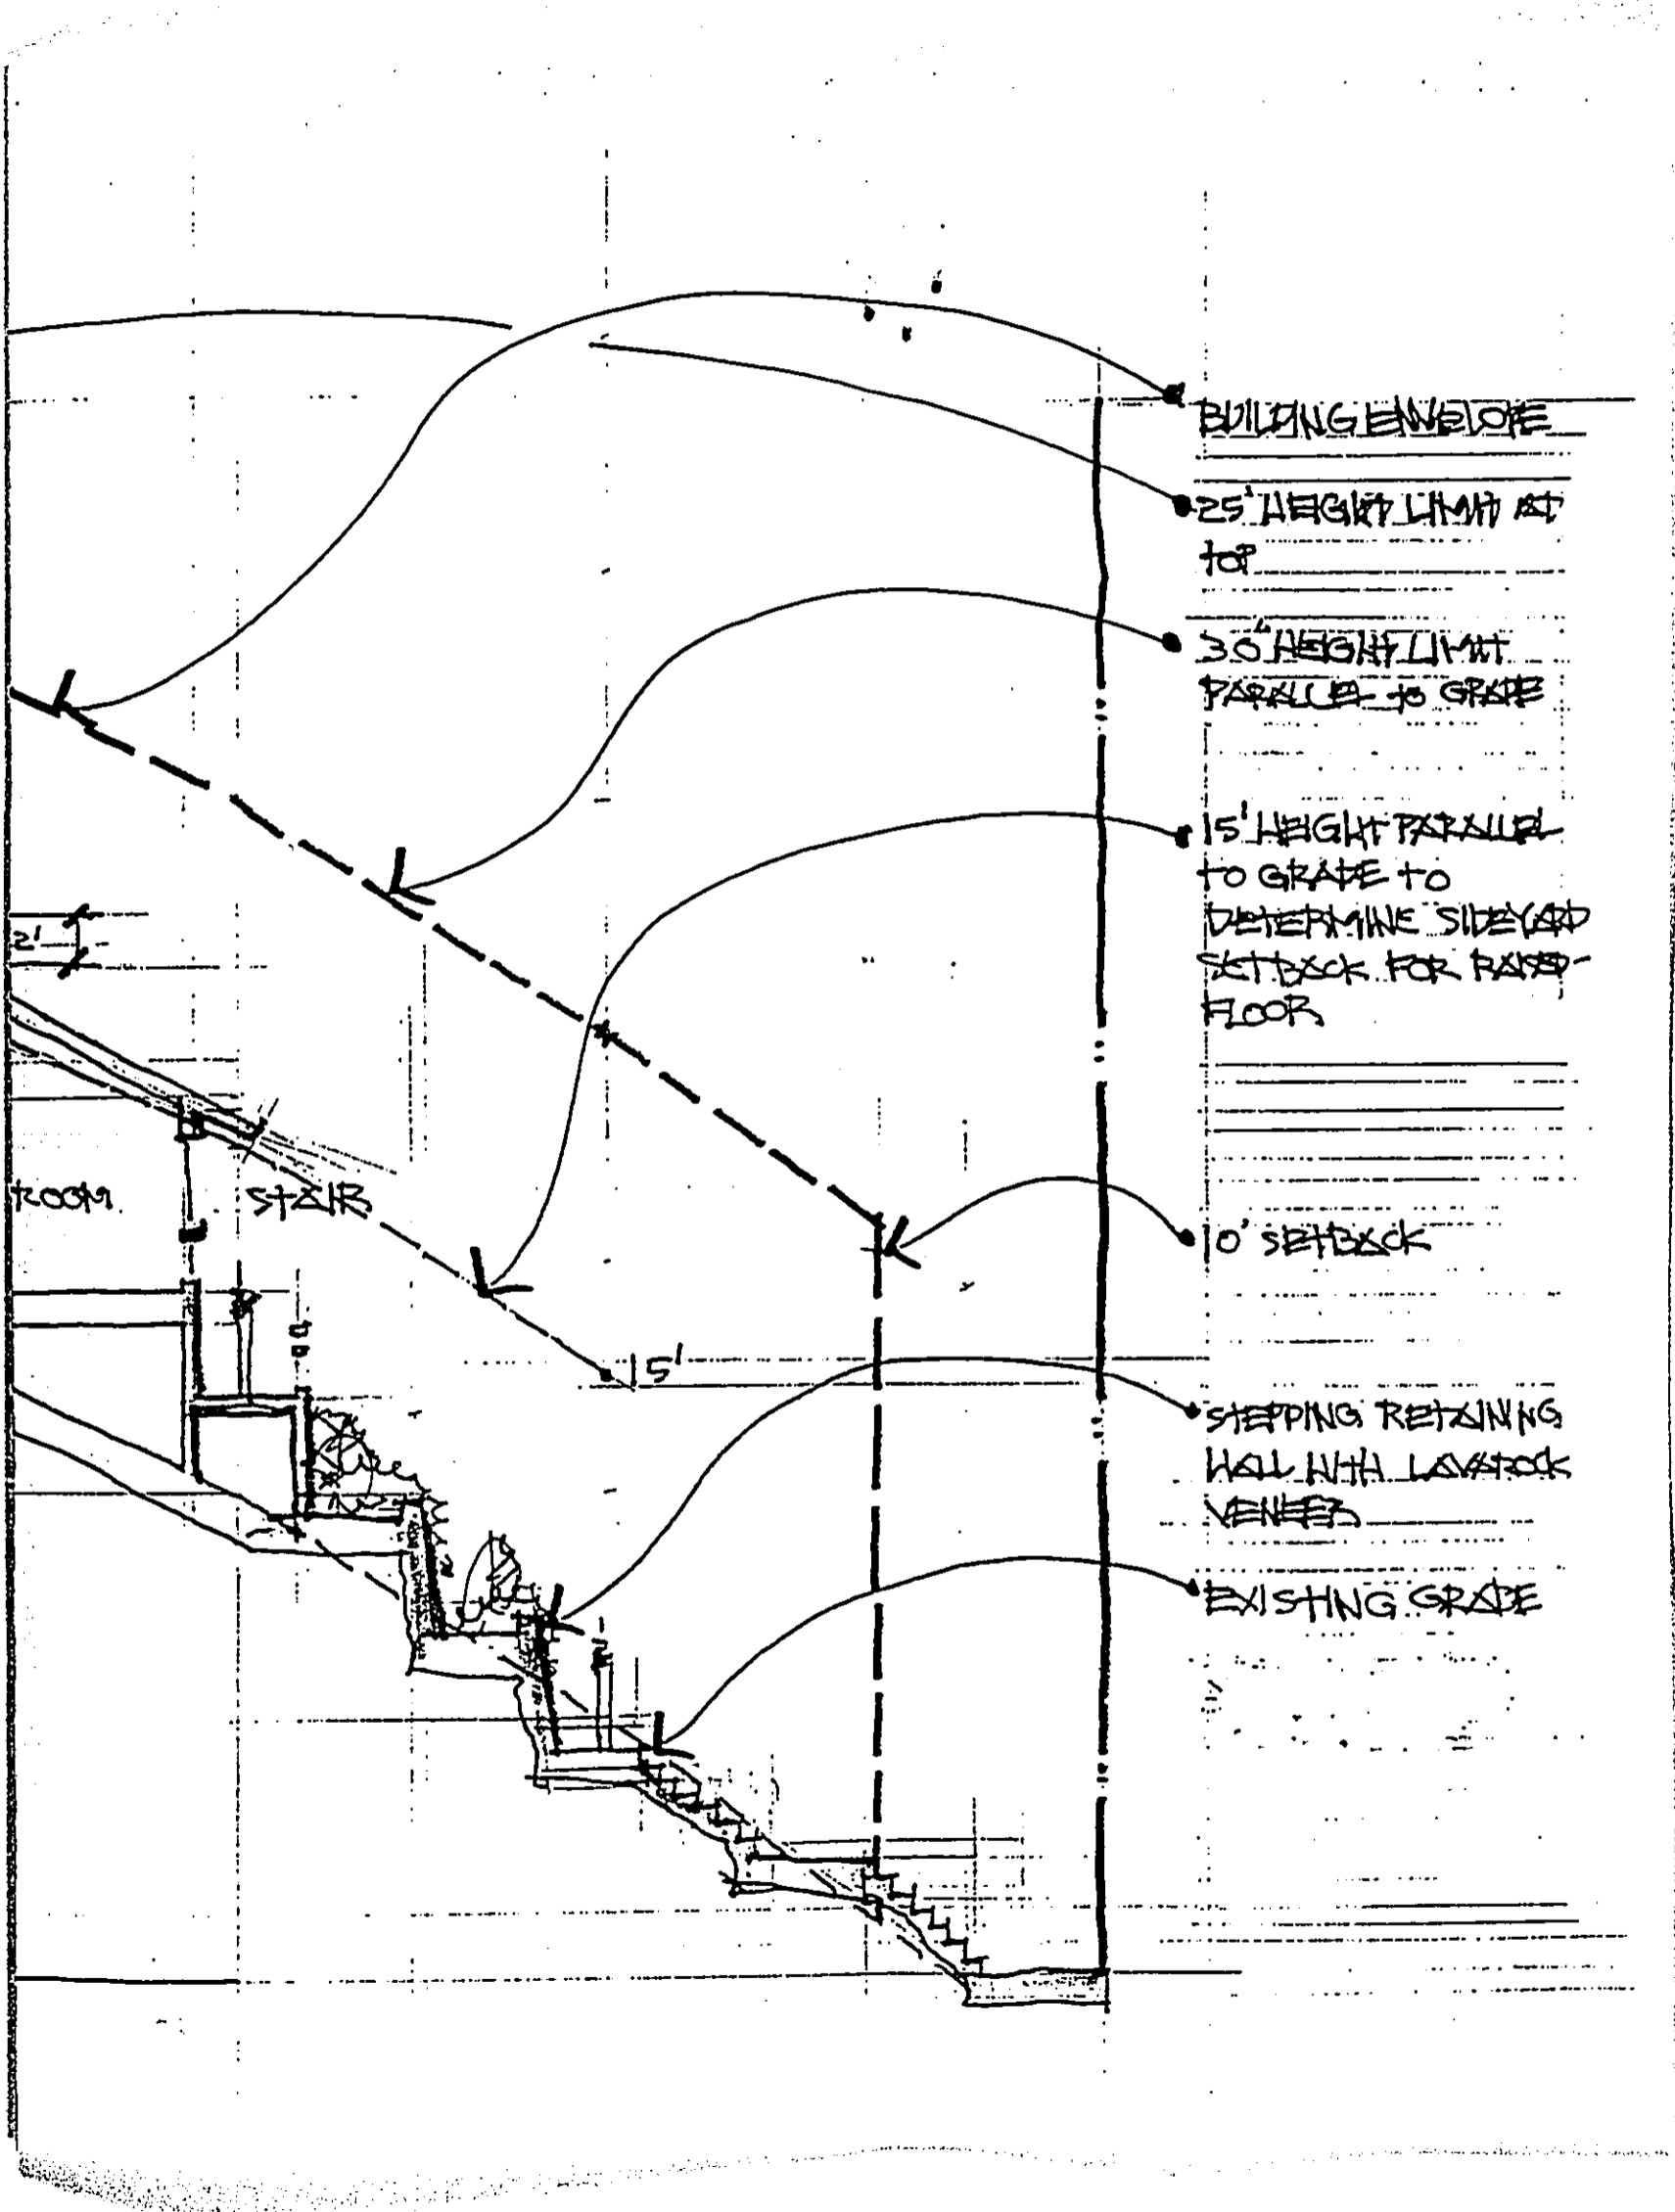 BUILDING ENVELOPE
25' HEIGHT LIMIT AT
TOP
30' HEIGHT LIMIT
PARALLEL TO GRADE
15' HEIGHT PARALLEL
TO GRADE TO
DETERMINE SIDEYARD
SETBACK FOR RAISED
FLOOR
2'
ROOM
STAIR
10' SETBACK
15'
STEPPING RETAINING
WALL WITH LAVAROCK
VENEER
EXISTING GRADE